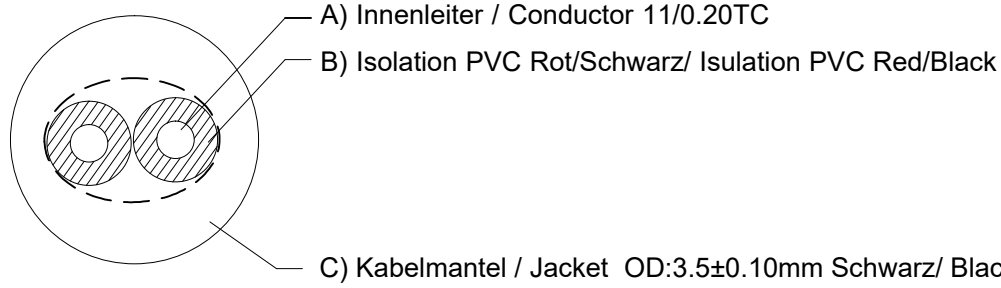 A) Innenleiter / Conductor 11/0.20TC
B) Isolation PVC Rot/Schwarz/ Isulation PVC Red/Black
C) Kabelmantel / Jacket OD:3.5±0.10mm Schwarz/ Blac